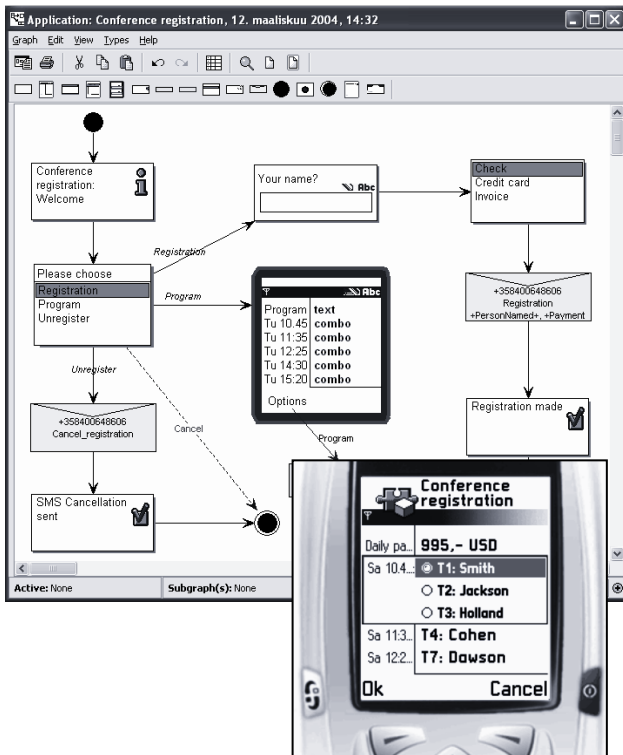 Application: Conference registration, 12. maaliskuu 2004, 14:32
Graph Edit View Types Help
Conference
registration:
Welcome
Your name?
Abc
Check
Credit card
Invoice
Registration
Please choose
Registration
Program
Unregister
Program
Abc
Program text
Tu 10.45 combo
Tu 11:35 combo
Tu 12:25 combo
Tu 14:30 combo
Tu 15:20 combo
Options
+358400648606
Registration
+PersonNamed+, +Payment
Unregister
+358400648606
Cancel_registration
Cancel
Program
Registration made
SMS Cancellation
sent
Active: None
Subgraph(s): None
Conference
registration
Daily pa... 995,- USD
Sa 10.4...: T1: Smith
T2: Jackson
T3: Holland
Sa 11:3... T4: Cohen
Sa 12:2... T7: Dawson
Ok
Cancel